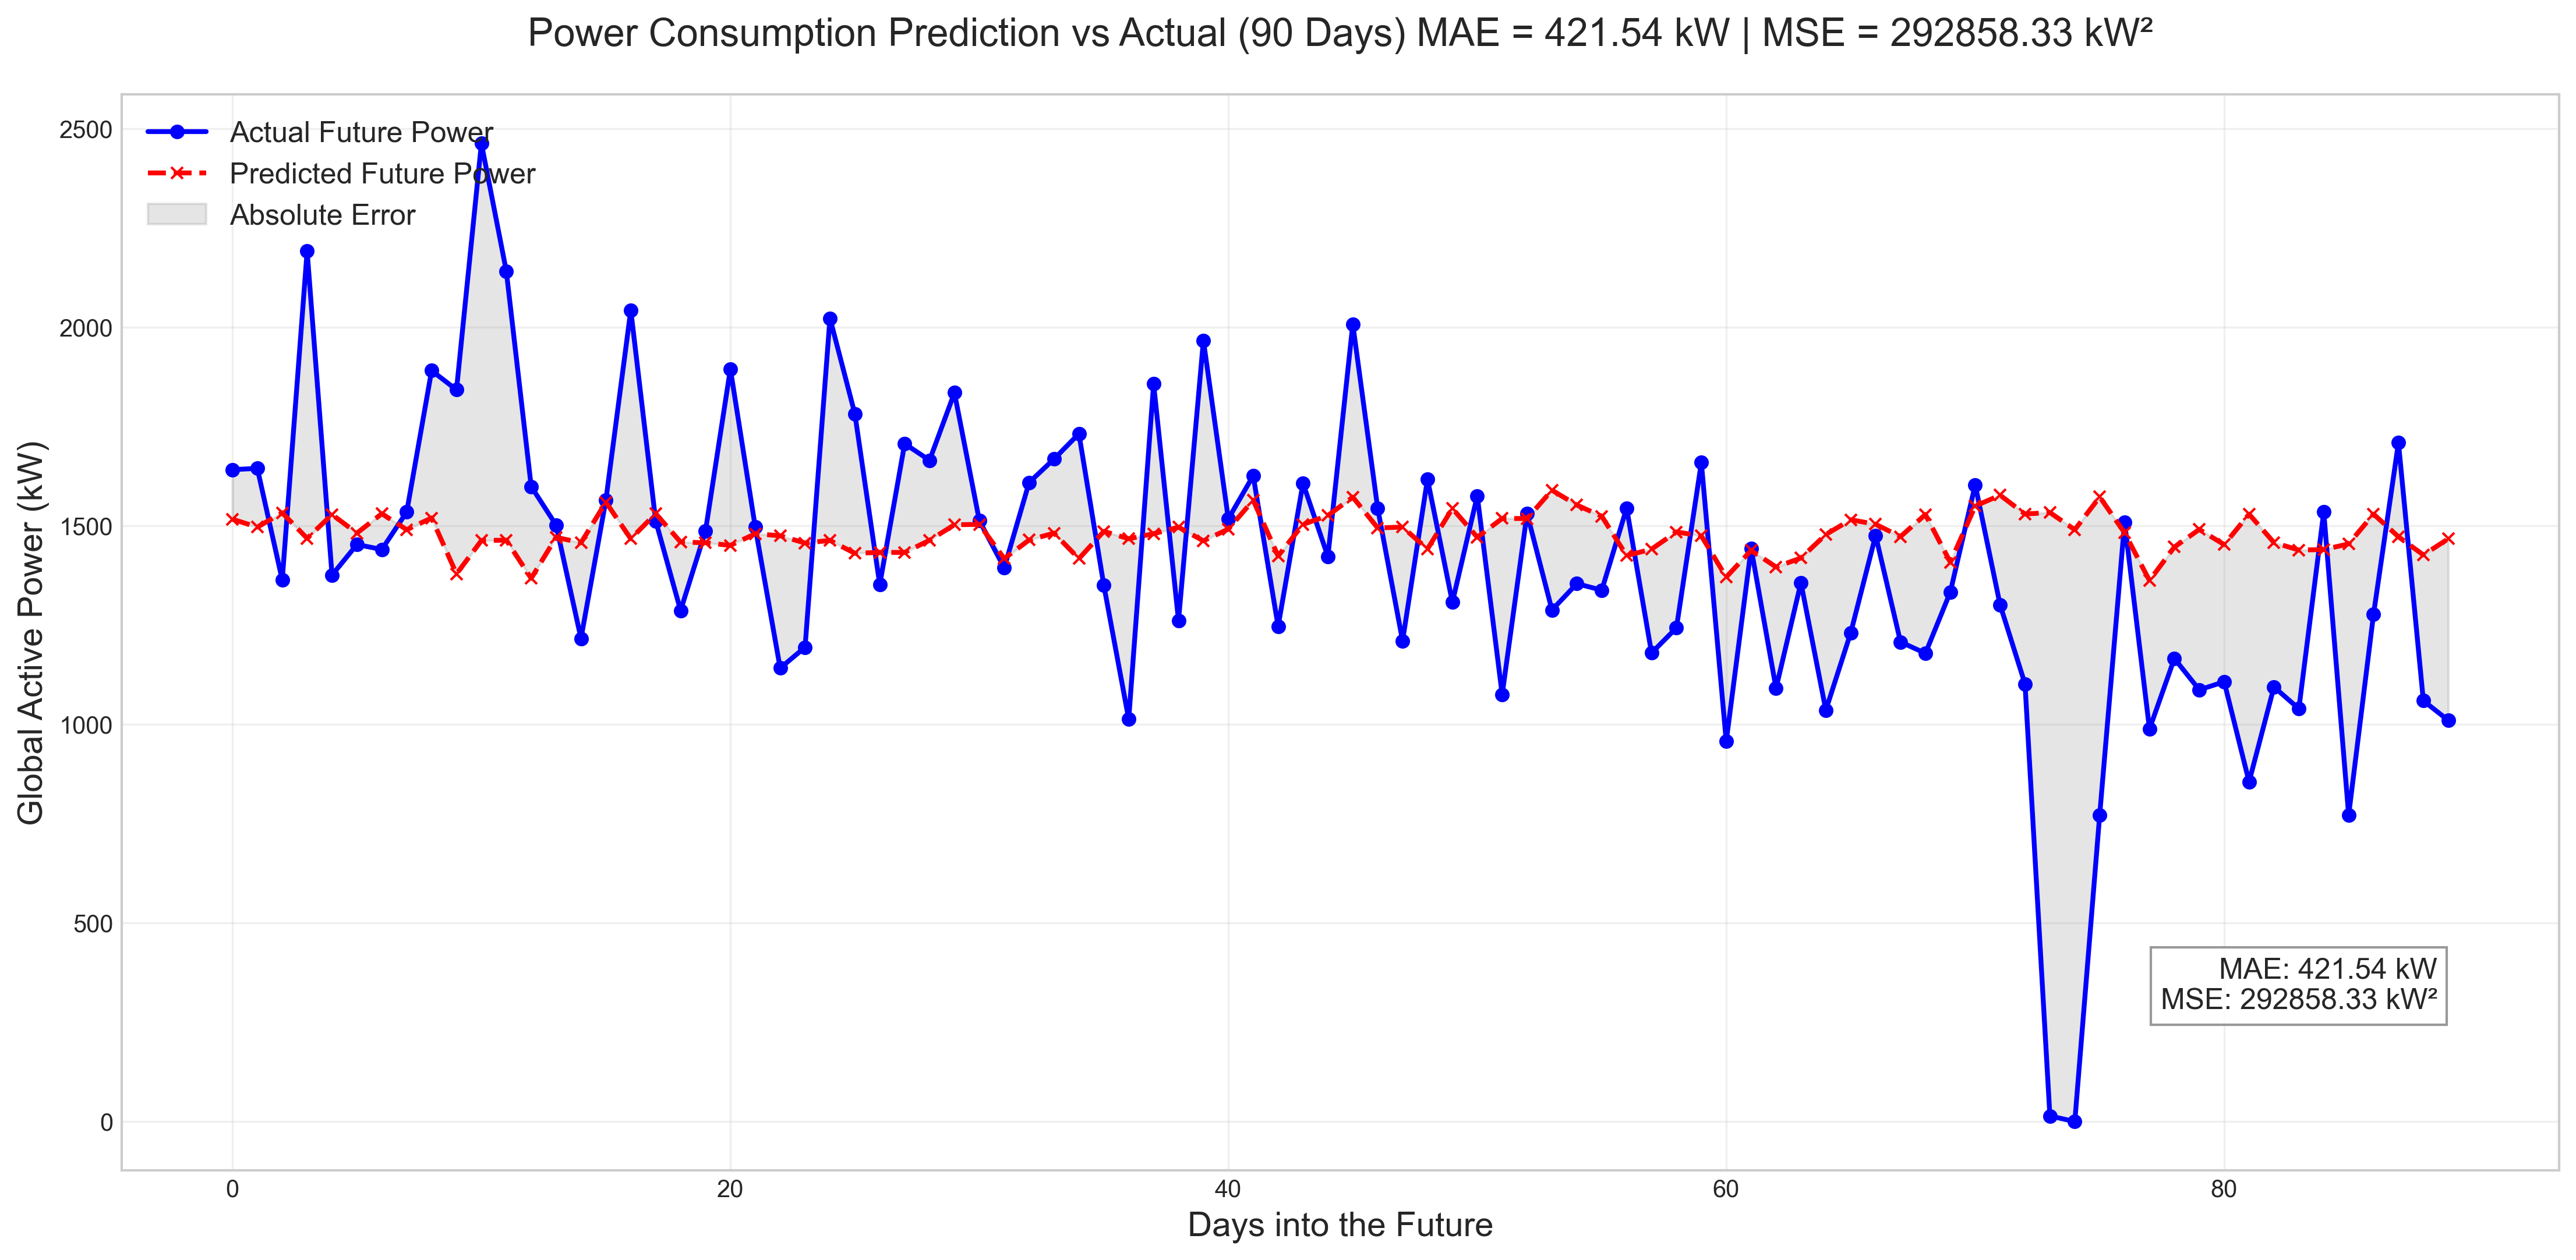 Power Consumption Prediction vs Actual (90 Days) MAE = 421.54 kW | MSE = 292858.33 kW²
Actual Future Power
Predicted Future Power
Absolute Error
Global Active Power (kW)
2500
2000
1500
1000
500
0
MAE: 421.54 kW
MSE: 292858.33 kW²
0
20
40
60
80
Days into the Future